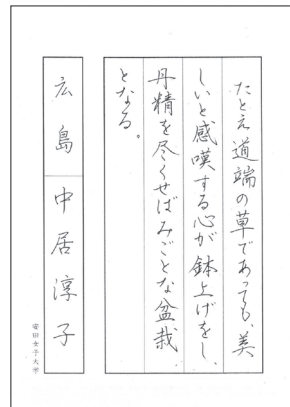 たとえ道端の草であっても、美
しいと感嘆する心が鉢上げをし、
丹精を尽くせばみごとな盆栽
となる。
広島 中居淳子
安田女子大学